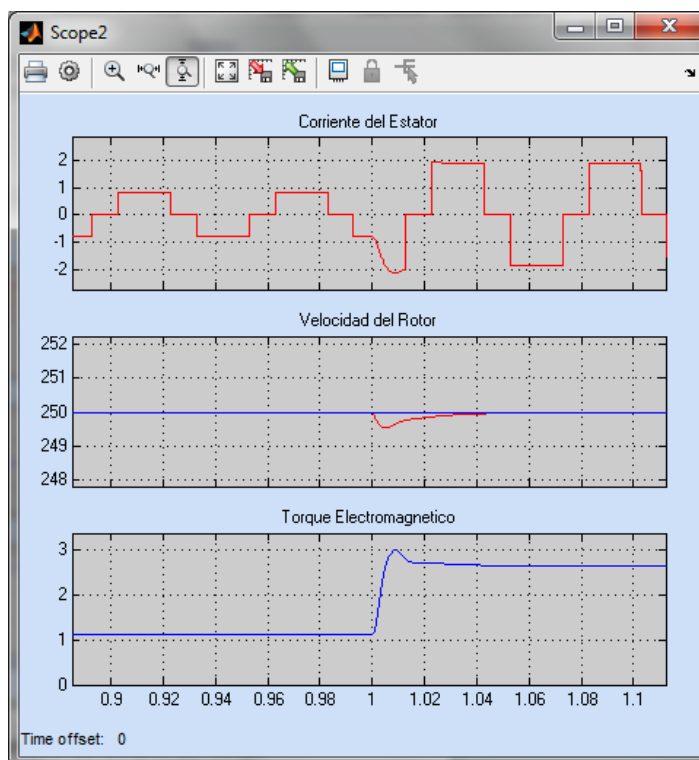 Scope2
Corriente del Estator
2
1
0
-1
-2
Velocidad del Rotor
252
251
250
249
248
Torque Electromagnetico
3
2
1
0
0.9 0.92 0.94 0.96 0.98 1 1.02 1.04 1.06 1.08 1.1
Time offset: 0